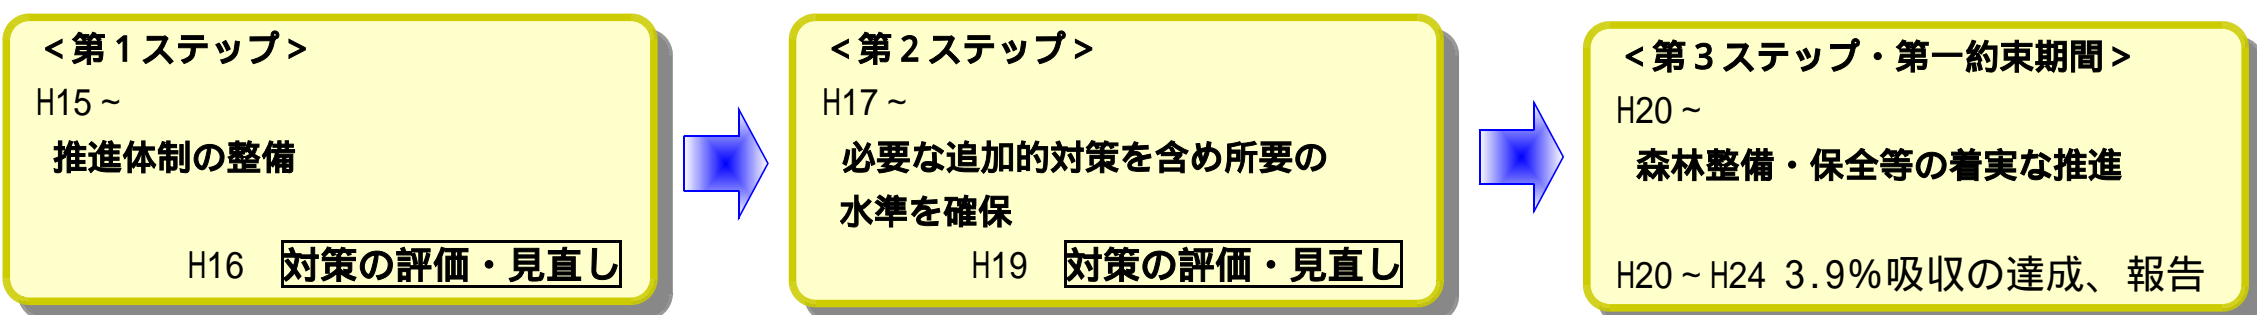 <第1ステップ>
H15~
推進体制の整備
H16 対策の評価・見直し
<第2ステップ>
H17~
必要な追加的対策を含め所要の
水準を確保
H19 対策の評価・見直し
<第3ステップ・第一約束期間>
H20~
森林整備・保全等の着実な推進
H20~H24 3.9%吸収の達成、報告